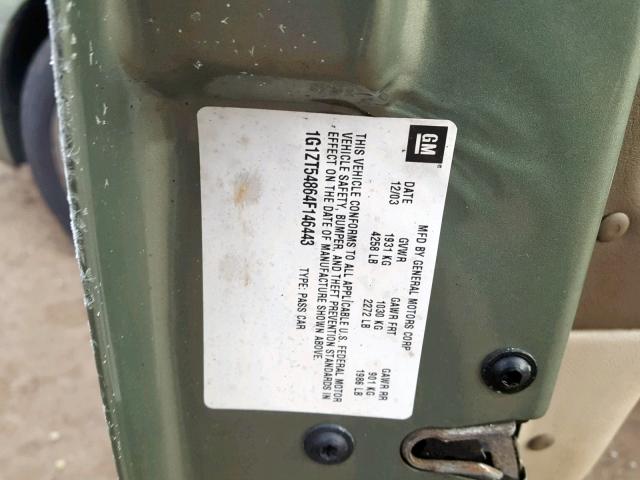 GM
MFD BY GENERAL MOTORS CORP
DATE GVWR GAWR FRT GAWR RR
12/03 1931 KG 1030 KG 901 KG
4258 LB 2272 LB 1986 LB
THIS VEHICLE CONFORMS TO ALL APPLICABLE U.S. FEDERAL MOTOR
VEHICLE SAFETY, BUMPER, AND THEFT PREVENTION STANDARDS IN
EFFECT ON THE DATE OF MANUFACTURE SHOWN ABOVE.
1G1ZT54864F146443 TYPE: PASS CAR